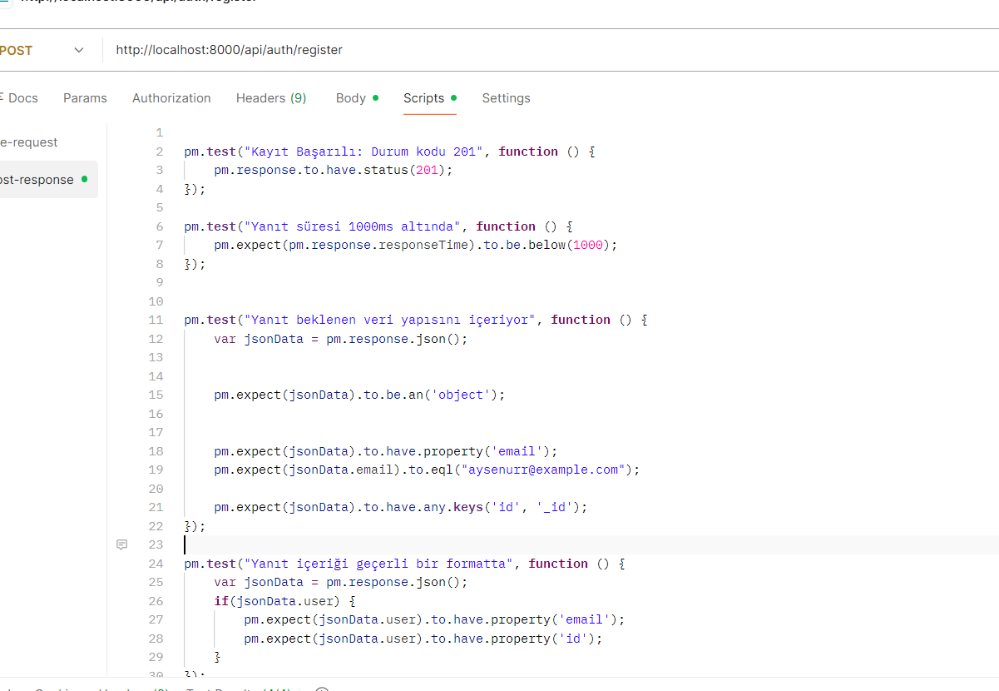 http://localhost:8000/api/auth/register
POST http://localhost:8000/api/auth/register
Docs Params Authorization Headers (9) Body Scripts Settings
e-request
ost-response
1
2 pm.test("Kayıt Başarılı: Durum kodu 201", function () {
3 pm.response.to.have.status(201);
4 });
5
6 pm.test("Yanıt süresi 1000ms altında", function () {
7 pm.expect(pm.response.responseTime).to.be.below(1000);
8 });
9
10
11 pm.test("Yanıt beklenen veri yapısını içeriyor", function () {
12 var jsonData = pm.response.json();
13
14
15 pm.expect(jsonData).to.be.an('object');
16
17
18 pm.expect(jsonData).to.have.property('email');
19 pm.expect(jsonData.email).to.eql("aysenurr@example.com");
20
21 pm.expect(jsonData).to.have.any.keys('id', '_id');
22 });
23
24 pm.test("Yanıt içeriği geçerli bir formatta", function () {
25 var jsonData = pm.response.json();
26 if(jsonData.user) {
27 pm.expect(jsonData.user).to.have.property('email');
28 pm.expect(jsonData.user).to.have.property('id');
29 }
30 });